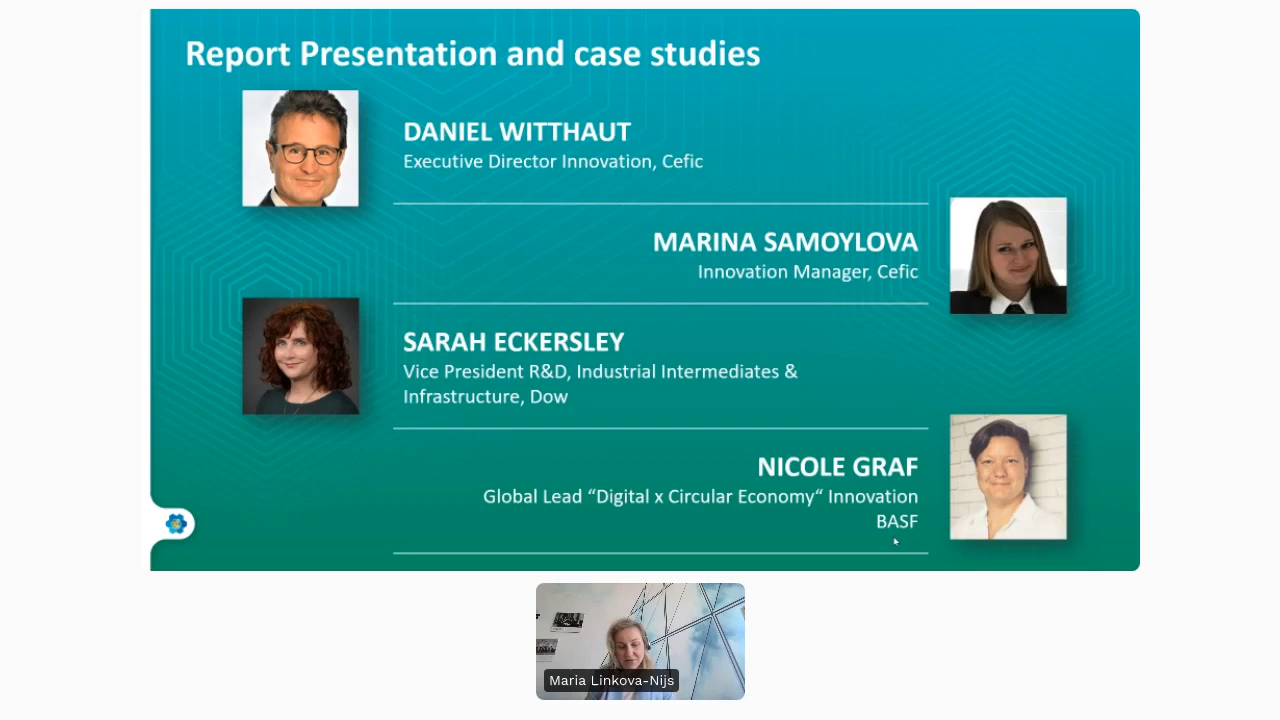 Report Presentation and case studies
DANIEL WITTHAUT
Executive Director Innovation, Cefic
MARINA SAMOYLOVA
Innovation Manager, Cefic
SARAH ECKERSLEY
Vice President R&D, Industrial Intermediates &
Infrastructure, Dow
NICOLE GRAF
Global Lead “Digital x Circular Economy“ Innovation
BASF
Maria Linkova-Nijs